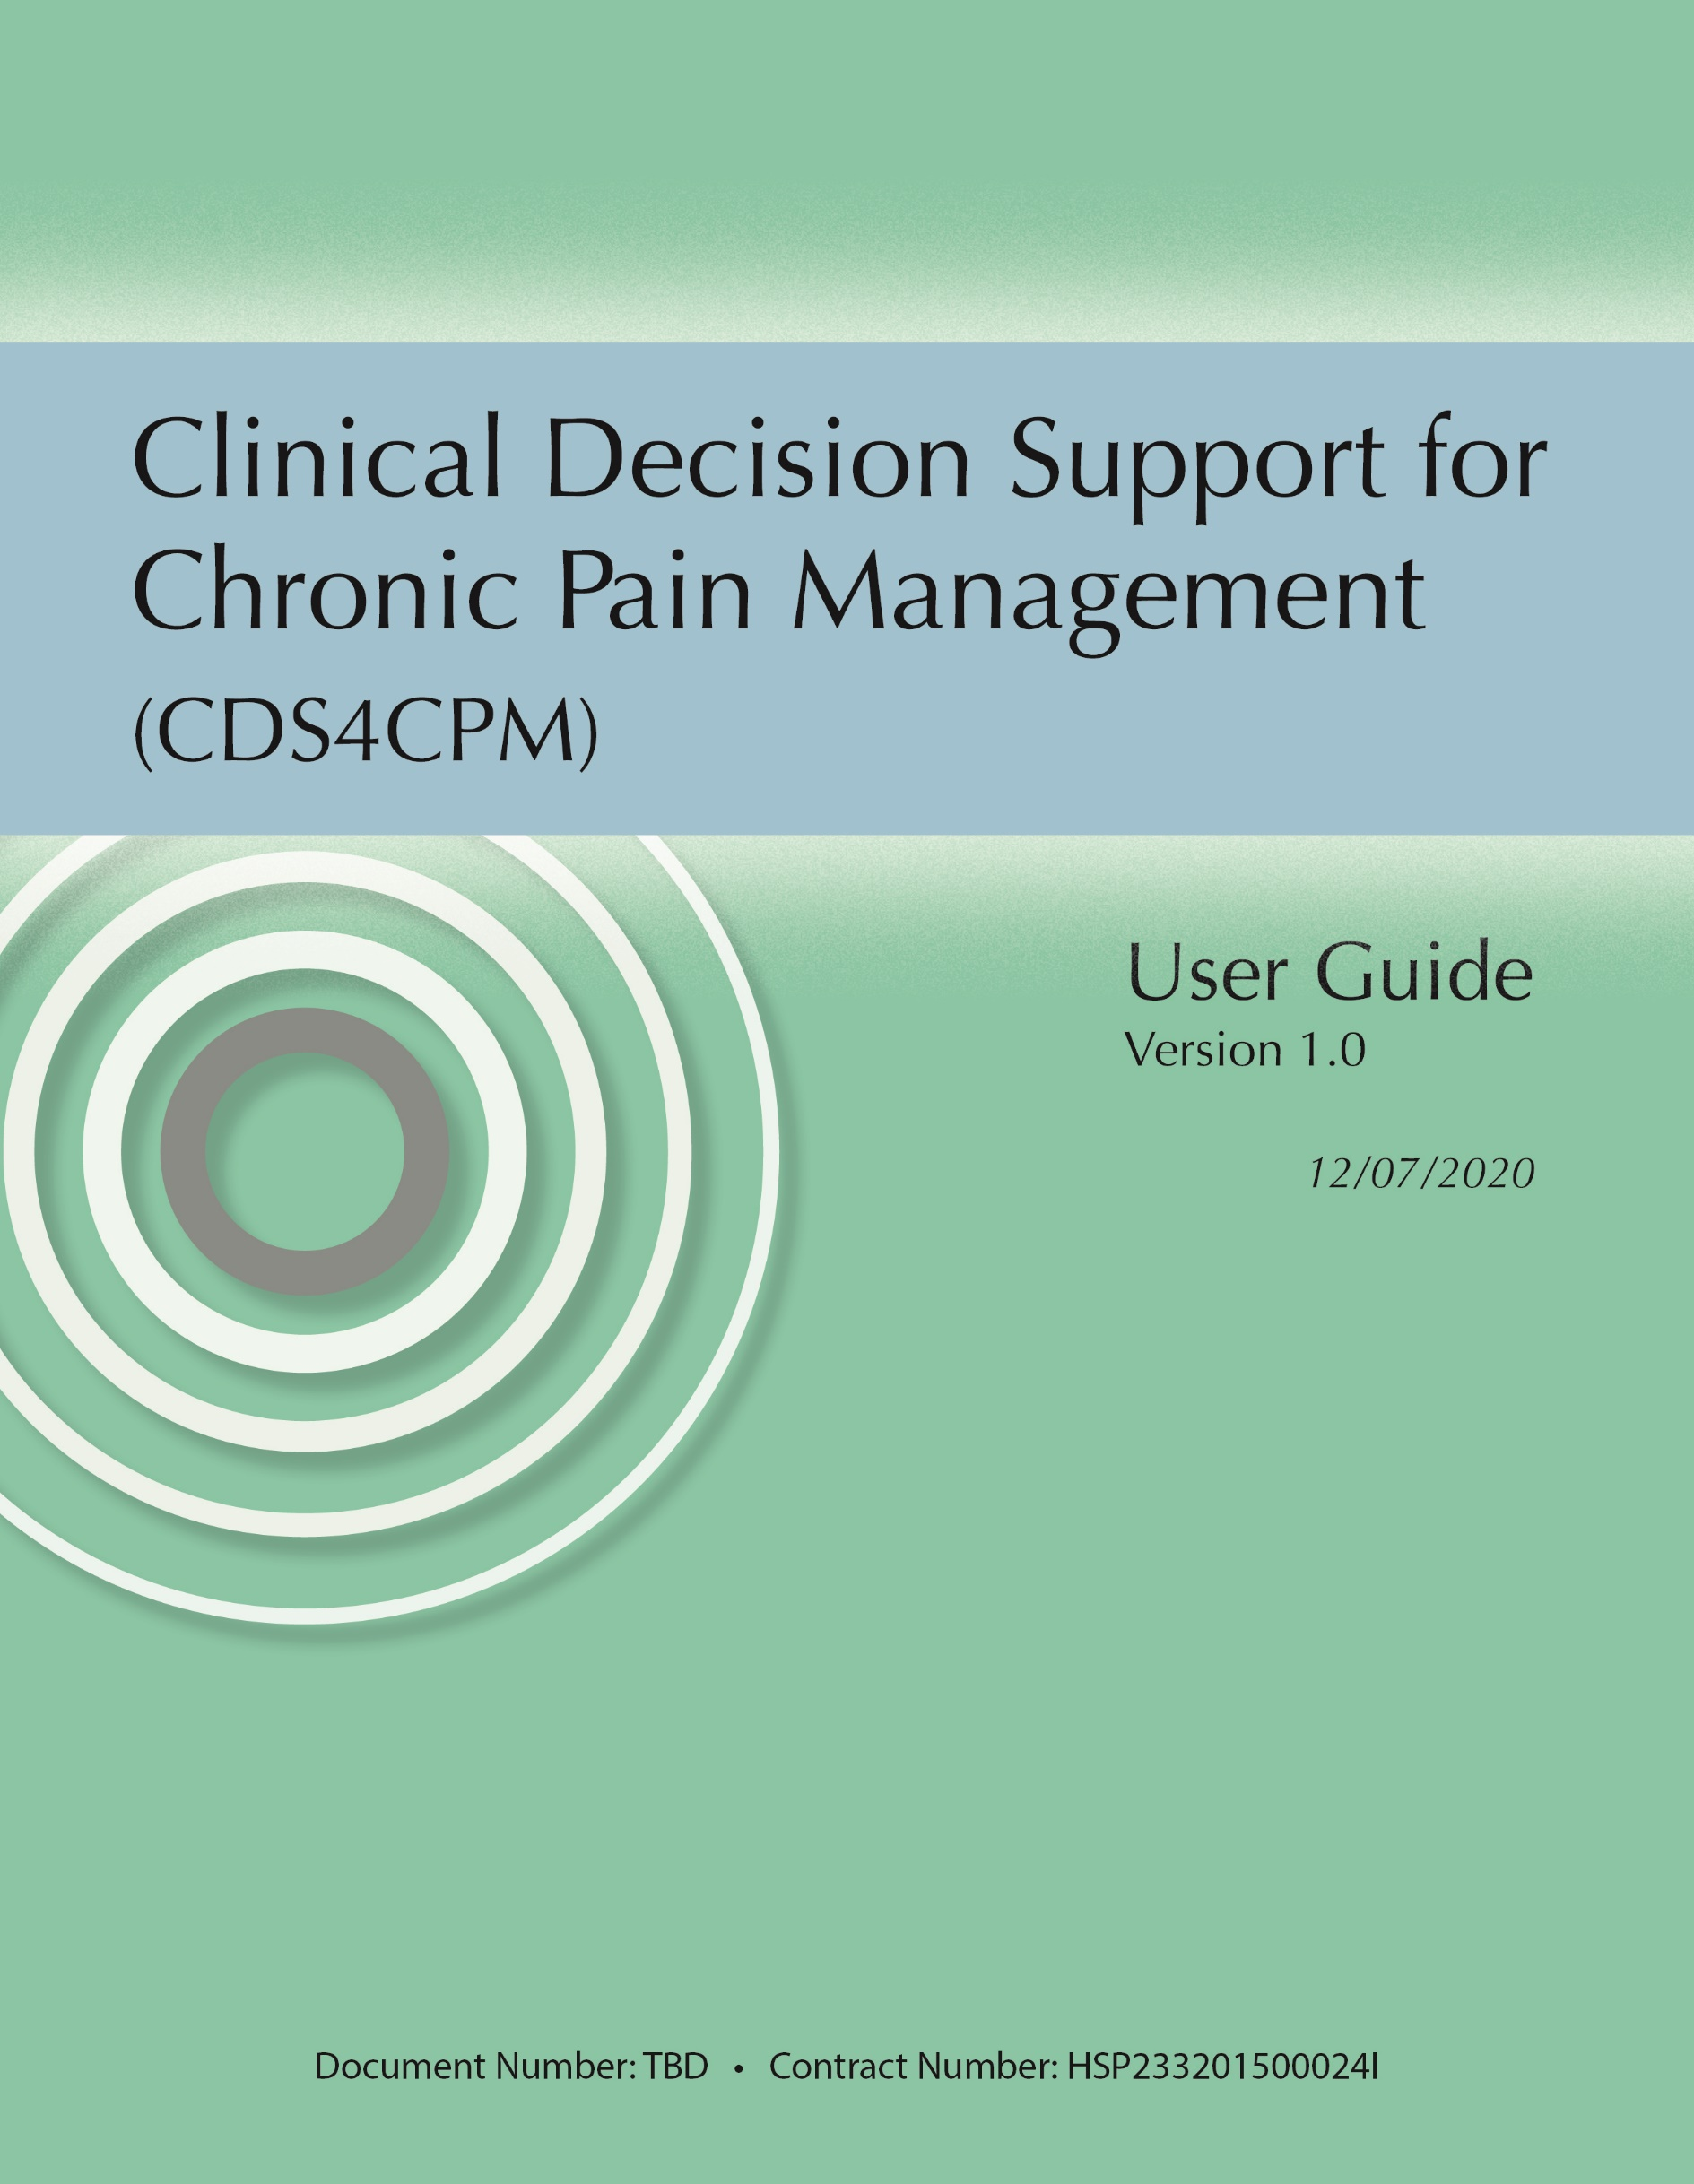 Clinical Decision Support for
Chronic Pain Management
(CDS4CPM)
User Guide
Version 1.0
12/07/2020
Document Number: TBD • Contract Number: HSP233201500024I